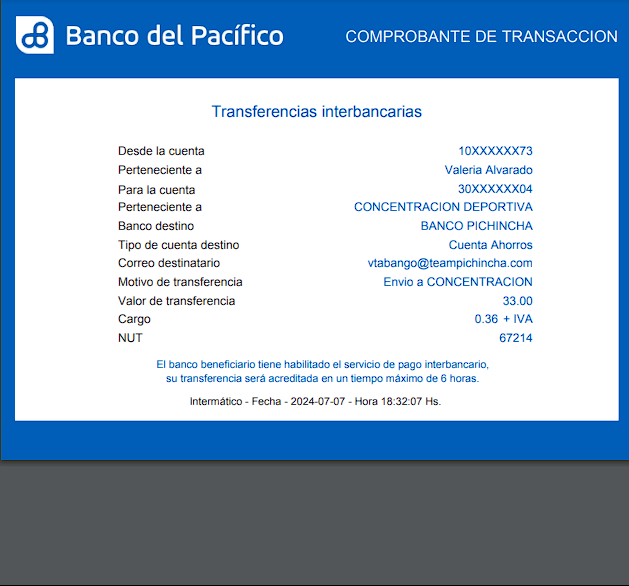 Banco del Pacífico
COMPROBANTE DE TRANSACCION
Transferencias interbancarias
Desde la cuenta 10XXXXXX73
Perteneciente a Valeria Alvarado
Para la cuenta 30XXXXXX04
Perteneciente a CONCENTRACION DEPORTIVA
Banco destino BANCO PICHINCHA
Tipo de cuenta destino Cuenta Ahorros
Correo destinatario vtabango@teampichincha.com
Motivo de transferencia Envio a CONCENTRACION
Valor de transferencia 33.00
Cargo 0.36 + IVA
NUT 67214
El banco beneficiario tiene habilitado el servicio de pago interbancario,
su transferencia será acreditada en un tiempo máximo de 6 horas.
Intermático - Fecha - 2024-07-07 - Hora 18:32:07 Hs.